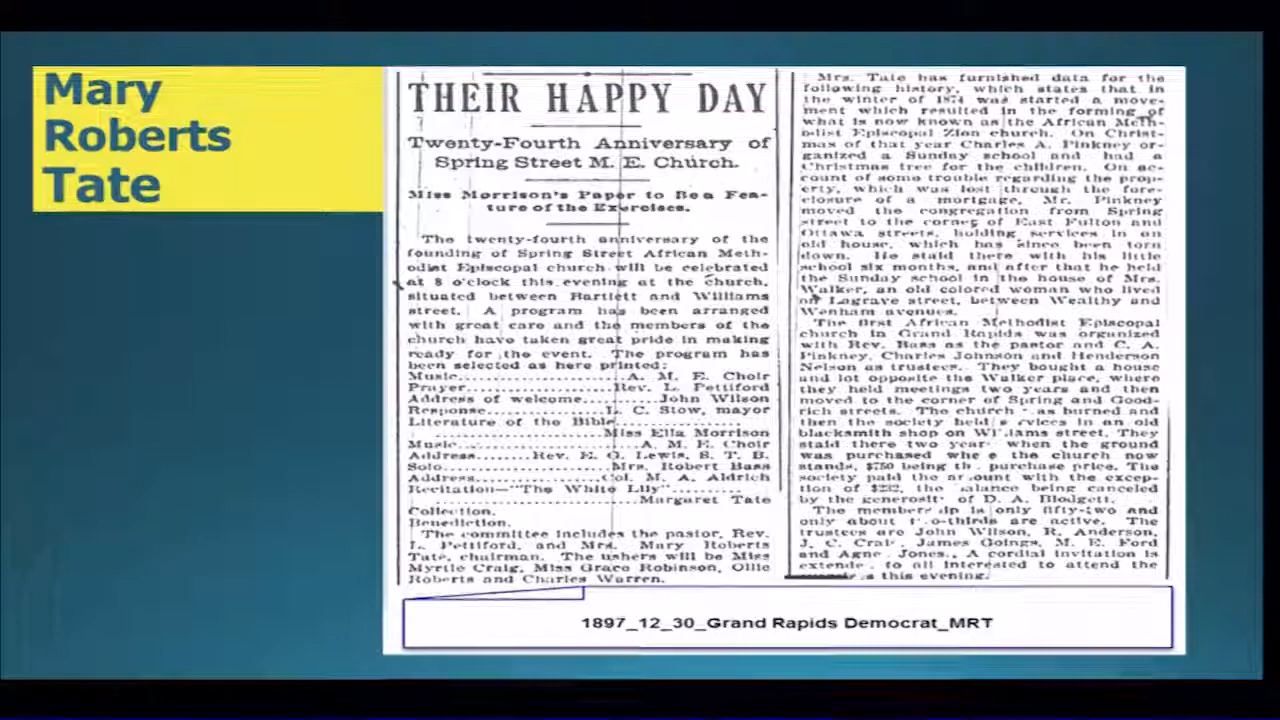 Mary
Roberts
Tate
THEIR HAPPY DAY
Twenty-Fourth Anniversary of
Spring Street M. E. Church.
Miss Morrison's Paper to Be a Fea-
ture of the Exercises.
The twenty-fourth anniversary of the
founding of Spring Street African Meth-
odist Episcopal church will be celebrated
at 8 o'clock this evening at the church,
situated between Bartlett and Williams
street. A program has been arranged
with great care and the members of the
church have taken great pride in making
ready for the event. The program has
been selected as here printed:
Music....................A. M. E. Choir
Prayer..................Rev. L. Pettiford
Address of welcome......John Wilson
Response............L. C. Stow, mayor
Literature of the Bible................
..................Miss Ella Morrison
Music....................A. M. E. Choir
Address........Rev. E. G. Lewis, S. T. B.
Solo....................Mrs. Robert Bass
Address................Col. M. A. Aldrich
Recitation—"The White Lily"..........
......................Margaret Tate
Collection.
Benediction.
The committee includes the pastor, Rev.
L. Pettiford, and Mrs. Mary Roberts
Tate, chairman. The ushers will be Miss
Myrtle Craig, Miss Grace Robinson, Ollie
Roberts and Charles Warren.
Mrs. Tate has furnished data for the
following history, which states that in
the winter of 1874 was started a move-
ment which resulted in the forming of
what is now known as the African Meth-
odist Episcopal Zion church. On Christ-
mas of that year Charles A. Pinkney or-
ganized a Sunday school and had a
Christmas tree for the children. On ac-
count of some trouble regarding the prop-
erty, which was lost through the fore-
closure of a mortgage, Mr. Pinkney
moved the congregation from Spring
street to the corner of East Fulton and
Ottawa streets, holding services in an
old house, which has since been torn
down. He staid there with his little
school six months, and after that he held
the Sunday school in the house of Mrs.
Walker, an old colored woman who lived
on Lagrave street, between Wealthy and
Wenham avenues.
The first African Methodist Episcopal
church in Grand Rapids was organized
with Rev. Bass as the pastor and C. A.
Pinkney, Charles Johnson and Henderson
Nelson as trustees. They bought a house
and lot opposite the Walker place, where
they held meetings two years and then
moved to the corner of Spring and Good-
rich streets. The church as burned and
then the society held s rvices in an old
blacksmith shop on Wi liams street. They
staid there two year when the ground
was purchased whe e the church now
stands, $750 being th purchase price. The
society paid the amount with the excep-
tion of $232, the balance being canceled
by the generosit of D. A. Blodgett.
The members ip is only fifty-two and
only about t o-thirds are active. The
trustees are John Wilson, R. Anderson,
J. C. Craig, James Goings, M. E. Ford
and Agne Jones. A cordial invitation is
extende to all interested to attend the
s this evening.
1897_12_30_Grand Rapids Democrat_MRT